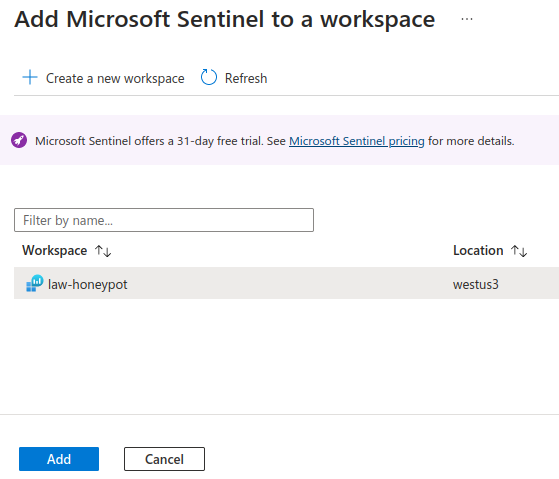 Add Microsoft Sentinel to a workspace ...
Create a new workspace Refresh
Microsoft Sentinel offers a 31-day free trial. See Microsoft Sentinel pricing for more details.
Filter by name...
Workspace Location
law-honeypot westus3
Add Cancel